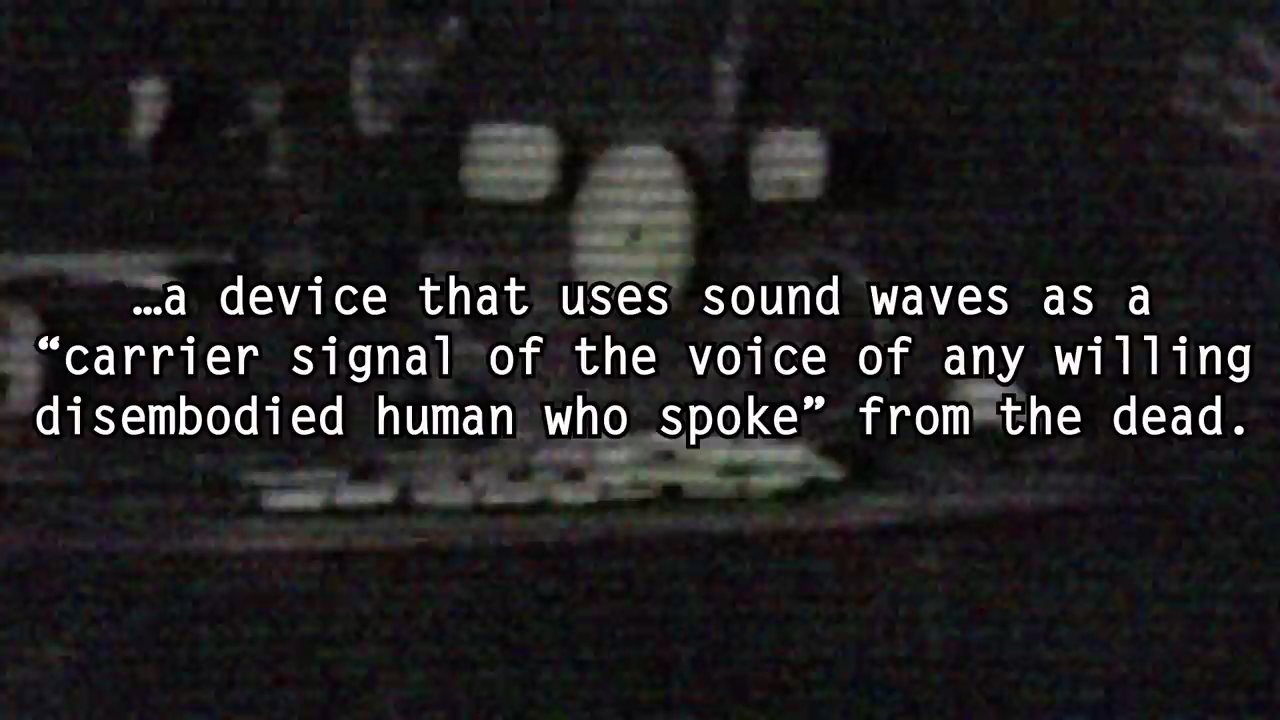 …a device that uses sound waves as a
“carrier signal of the voice of any willing
disembodied human who spoke” from the dead.